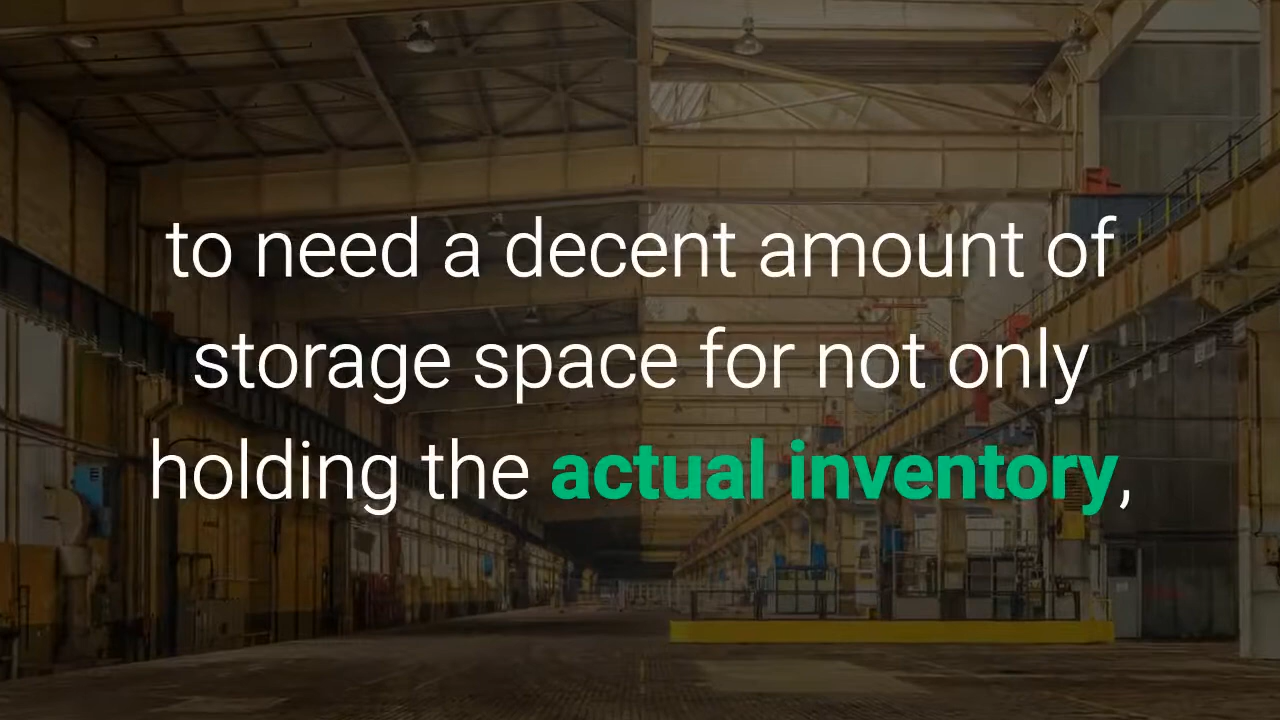 to need a decent amount of
storage space for not only
holding the actual inventory,